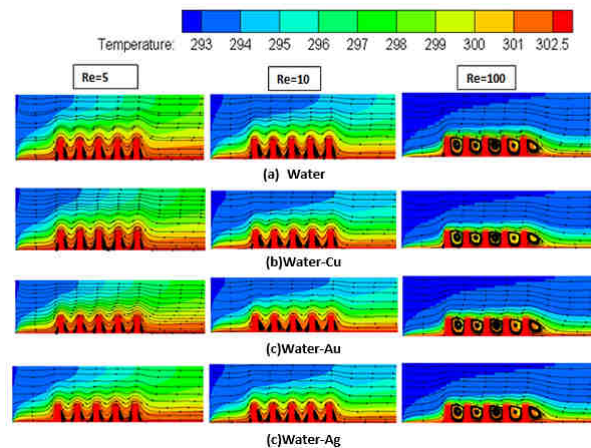 Temperature: 293 294 295 296 297 298 299 300 301 302.5
Re=5 Re=10 Re=100
(a) Water
(b)Water-Cu
(c)Water-Au
(c)Water-Ag